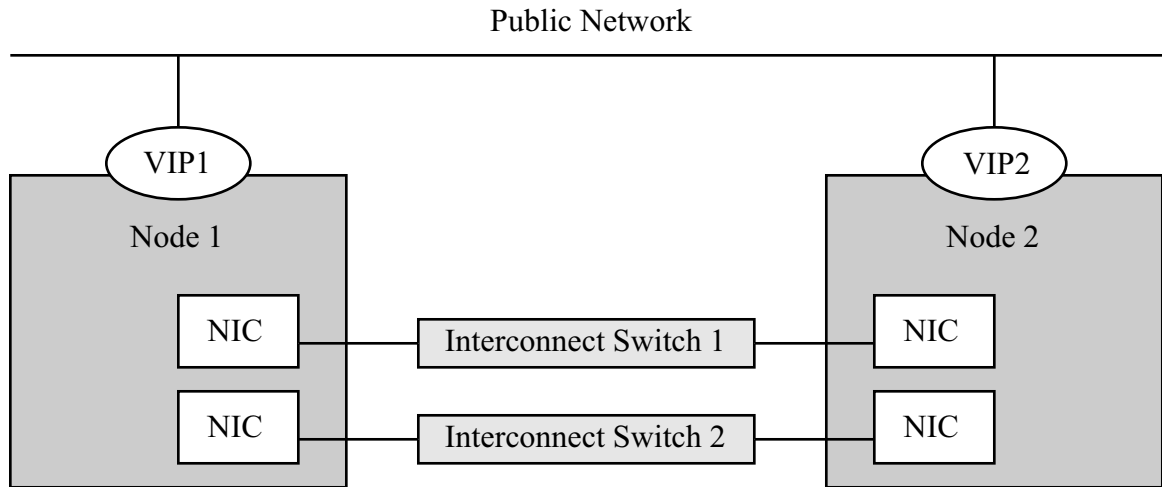 Public Network
VIP1
VIP2
Node 1
Node 2
NIC
Interconnect Switch 1
NIC
NIC
Interconnect Switch 2
NIC